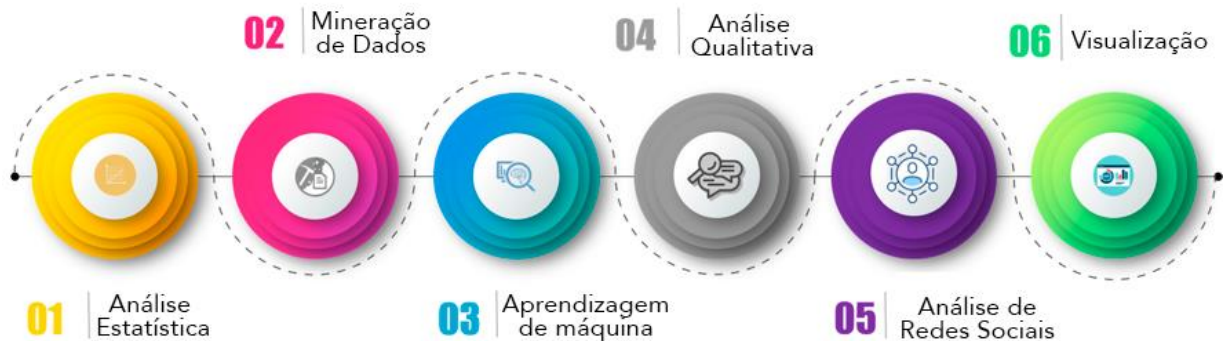 01
Análise
Estatística
02
Mineração
de Dados
03
Aprendizagem
de máquina
04
Análise
Qualitativa
05
Análise de
Redes Sociais
06
Visualização